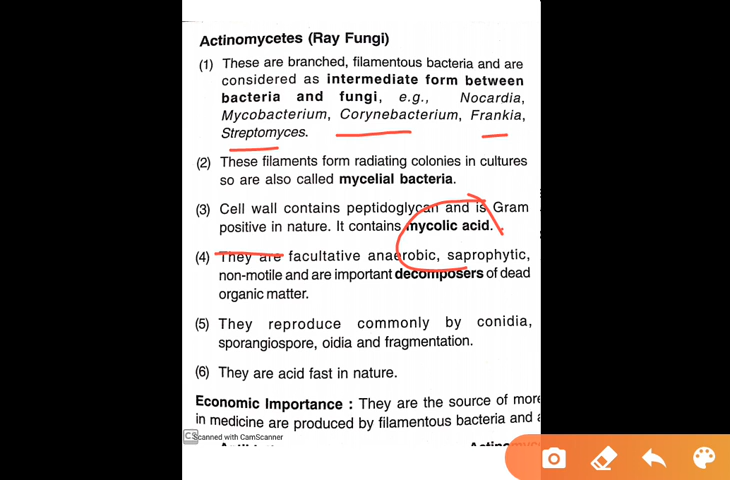 Actinomycetes (Ray Fungi)
(1) These are branched, filamentous bacteria and are
considered as intermediate form between
bacteria and fungi, e.g., Nocardia,
Mycobacterium, Corynebacterium, Frankia,
Streptomyces.
(2) These filaments form radiating colonies in cultures
so are also called mycelial bacteria.
(3) Cell wall contains peptidoglycan and is Gram
positive in nature. It contains mycolic acid.
(4) They are facultative anaerobic, saprophytic,
non-motile and are important decomposers of dead
organic matter.
(5) They reproduce commonly by conidia,
sporangiospore, oidia and fragmentation.
(6) They are acid fast in nature.
Economic Importance : They are the source of more
in medicine are produced by filamentous bacteria and
CS Scanned with CamScanner